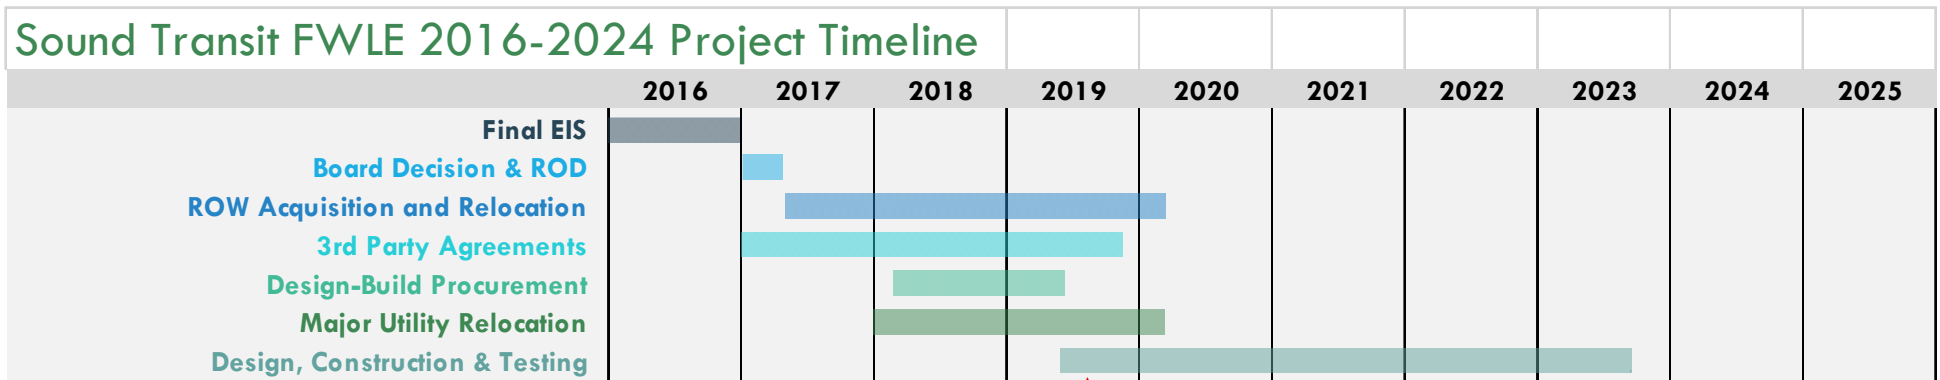 Sound Transit FWLE 2016-2024 Project Timeline
2016 2017 2018 2019 2020 2021 2022 2023 2024 2025
Final EIS
Board Decision & ROD
ROW Acquisition and Relocation
3rd Party Agreements
Design-Build Procurement
Major Utility Relocation
Design, Construction & Testing